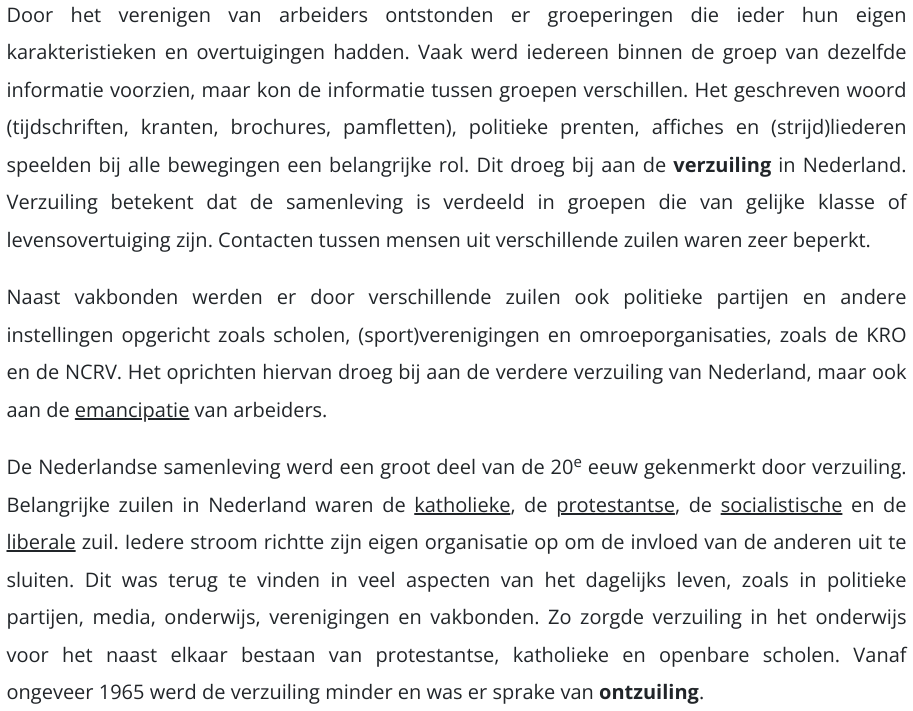 Door het verenigen van arbeiders ontstonden er groeperingen die ieder hun eigen
karakteristieken en overtuigingen hadden. Vaak werd iedereen binnen de groep van dezelfde
informatie voorzien, maar kon de informatie tussen groepen verschillen. Het geschreven woord
(tijdschriften, kranten, brochures, pamfletten), politieke prenten, affiches en (strijd)liederen
speelden bij alle bewegingen een belangrijke rol. Dit droeg bij aan de verzuiling in Nederland.
Verzuiling betekent dat de samenleving is verdeeld in groepen die van gelijke klasse of
levensovertuiging zijn. Contacten tussen mensen uit verschillende zuilen waren zeer beperkt.
Naast vakbonden werden er door verschillende zuilen ook politieke partijen en andere
instellingen opgericht zoals scholen, (sport)verenigingen en omroeporganisaties, zoals de KRO
en de NCRV. Het oprichten hiervan droeg bij aan de verdere verzuiling van Nederland, maar ook
aan de emancipatie van arbeiders.
De Nederlandse samenleving werd een groot deel van de 20e eeuw gekenmerkt door verzuiling.
Belangrijke zuilen in Nederland waren de katholieke, de protestantse, de socialistische en de
liberale zuil. Iedere stroom richtte zijn eigen organisatie op om de invloed van de anderen uit te
sluiten. Dit was terug te vinden in veel aspecten van het dagelijks leven, zoals in politieke
partijen, media, onderwijs, verenigingen en vakbonden. Zo zorgde verzuiling in het onderwijs
voor het naast elkaar bestaan van protestantse, katholieke en openbare scholen. Vanaf
ongeveer 1965 werd de verzuiling minder en was er sprake van ontzuiling.